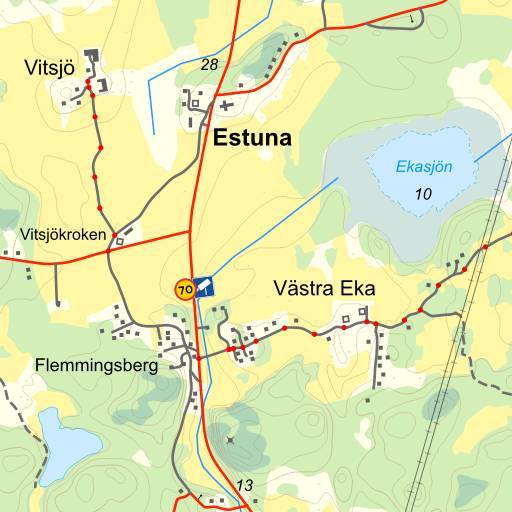 Vitsjö
28
Estuna
Ekasjön
10
Vitsjökroken
70
Västra Eka
Flemmingsberg
13